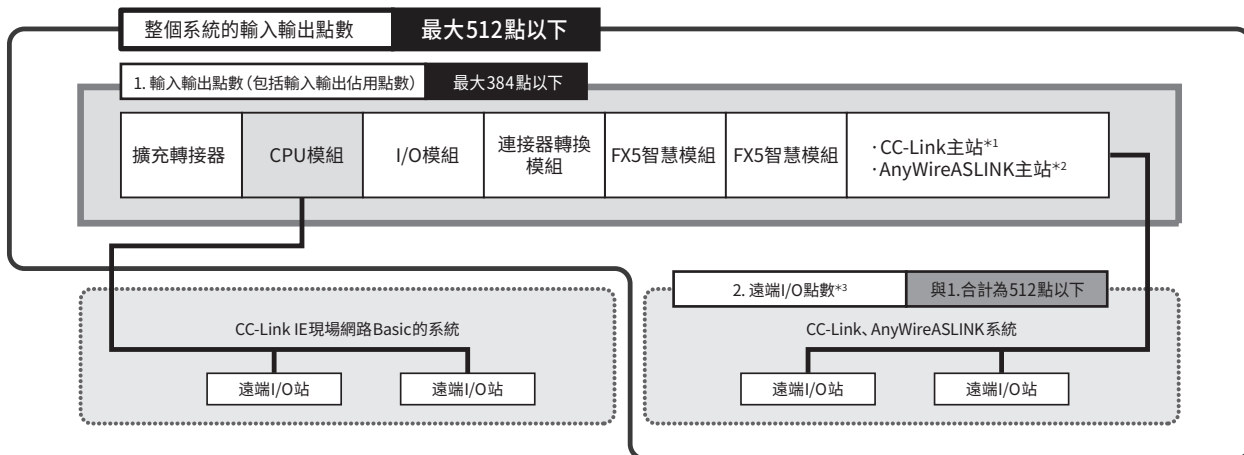 整個系統的輸入輸出點數 最大512點以下
1. 輸入輸出點數(包括輸入輸出佔用點數) 最大384點以下
擴充轉接器
CPU模組
I/O模組
連接器轉換
模組
FX5智慧模組
FX5智慧模組
·CC-Link主站*1
·AnyWireASLINK主站*2
2. 遠端I/O點數*3 與1.合計為512點以下
CC-Link IE現場網路Basic的系統
CC-Link、AnyWireASLINK系統
遠端I/O站
遠端I/O站
遠端I/O站
遠端I/O站